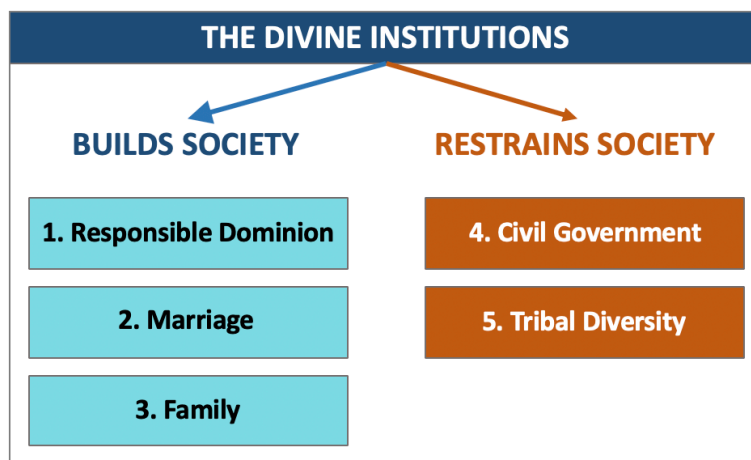 THE DIVINE INSTITUTIONS
BUILDS SOCIETY
1. Responsible Dominion
2. Marriage
3. Family
RESTRAINS SOCIETY
4. Civil Government
5. Tribal Diversity